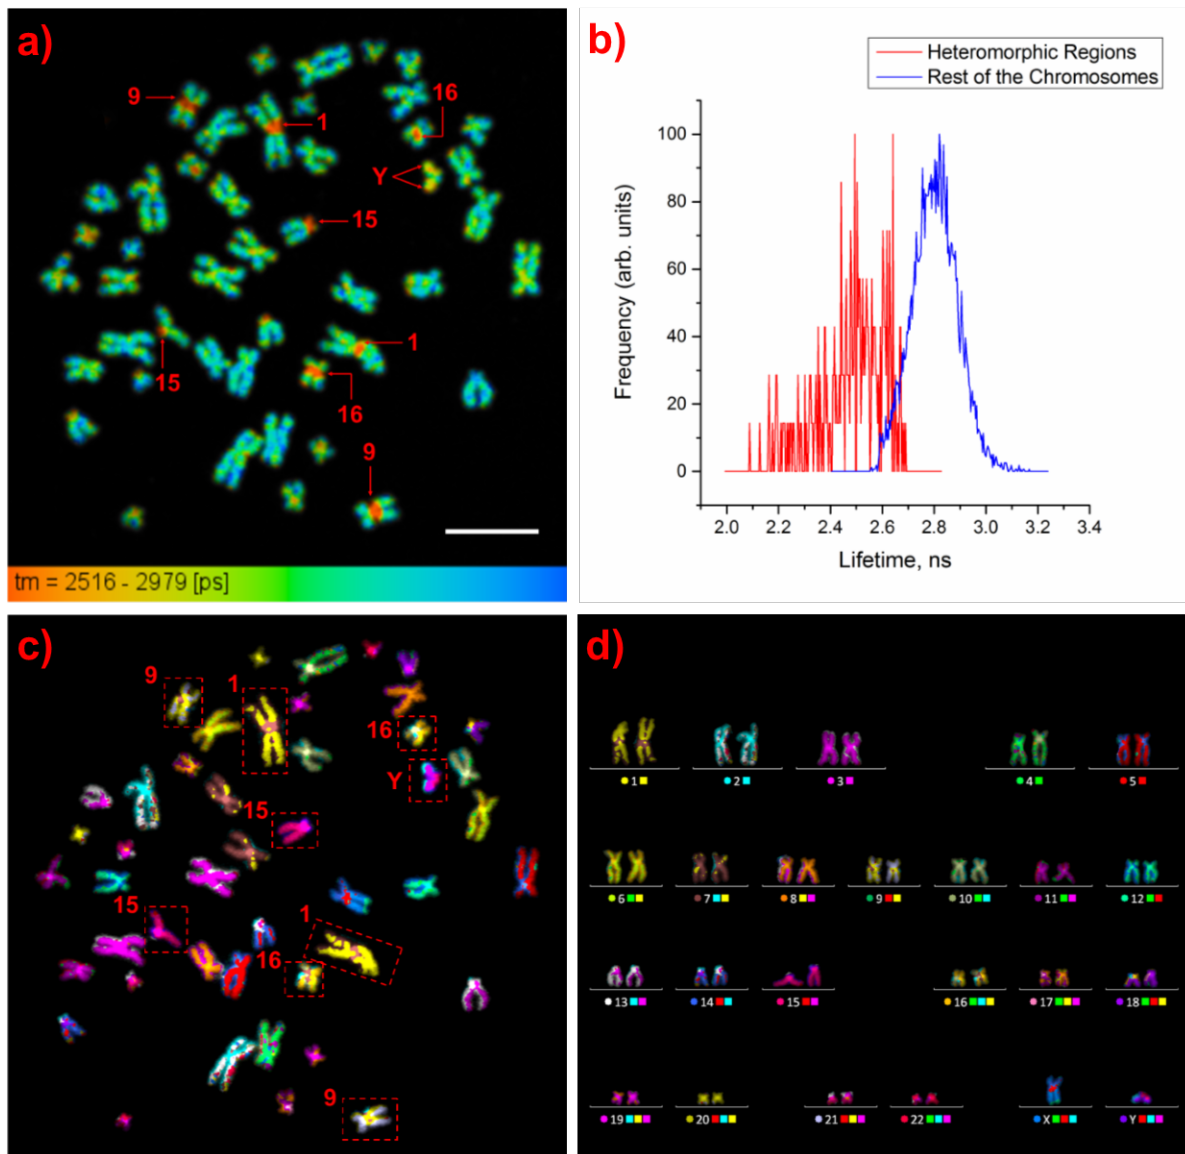 a)
9
1
16
Y
15
1
15
16
9
tm = 2516 - 2979 [ps]
b)
Heteromorphic Regions
Rest of the Chromosomes
Frequency (arb. units)
100
80
60
40
20
0
2.0 2.2 2.4 2.6 2.8 3.0 3.2 3.4
Lifetime, ns
c)
9
1
16
Y
15
15
1
16
9
d)
1 2 3 4 5
6 7 8 9 10 11 12
13 14 15 16 17 18
19 20 21 22 X Y